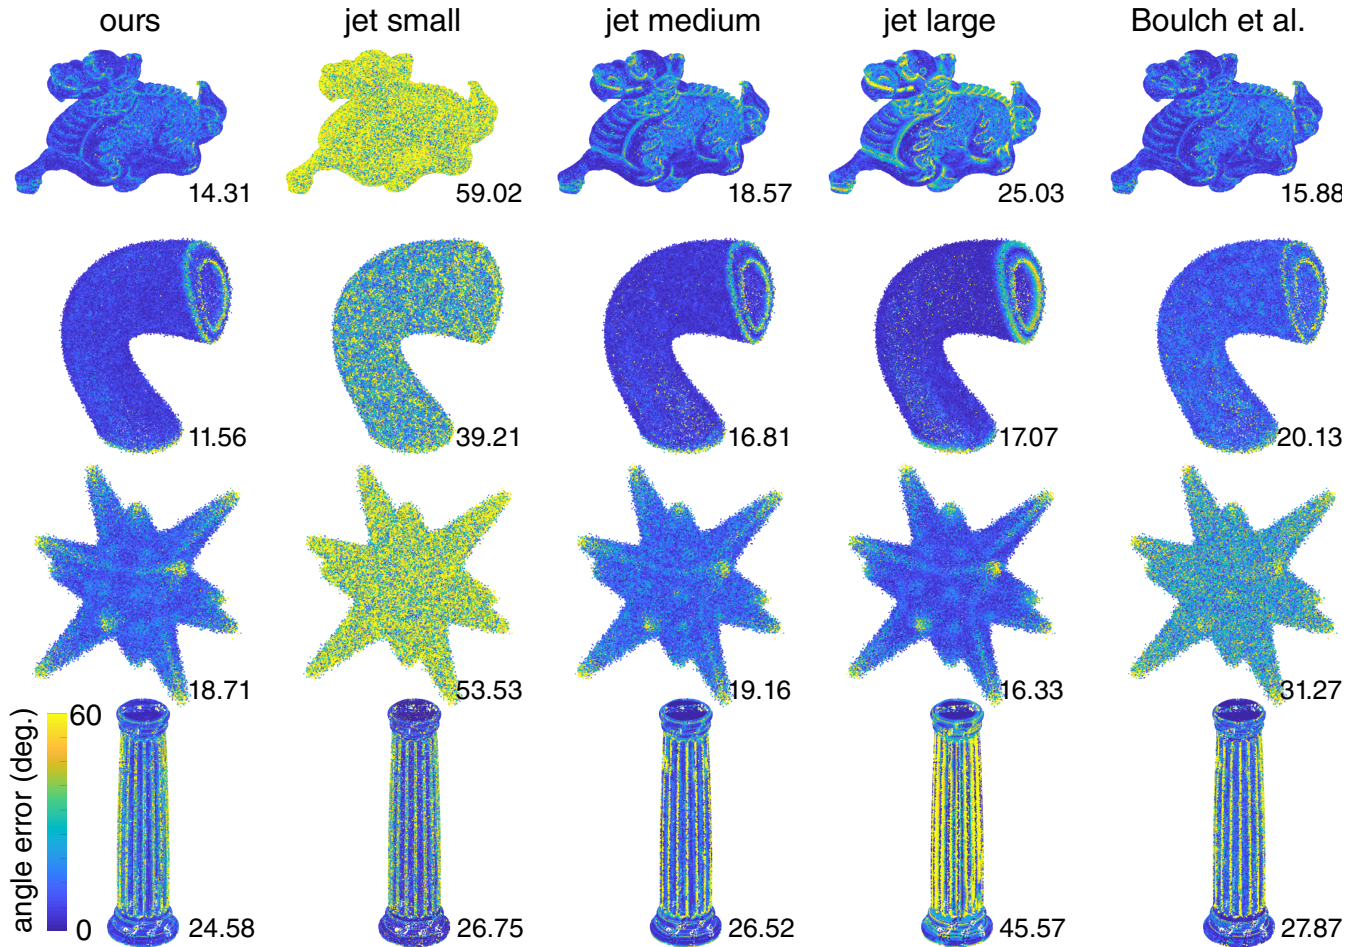 ours jet small jet medium jet large Boulch et al.
14.31 59.02 18.57 25.03 15.88
11.56 39.21 16.81 17.07 20.13
18.71 53.53 19.16 16.33 31.27
angle error (deg.)
60
0
24.58 26.75 26.52 45.57 27.87